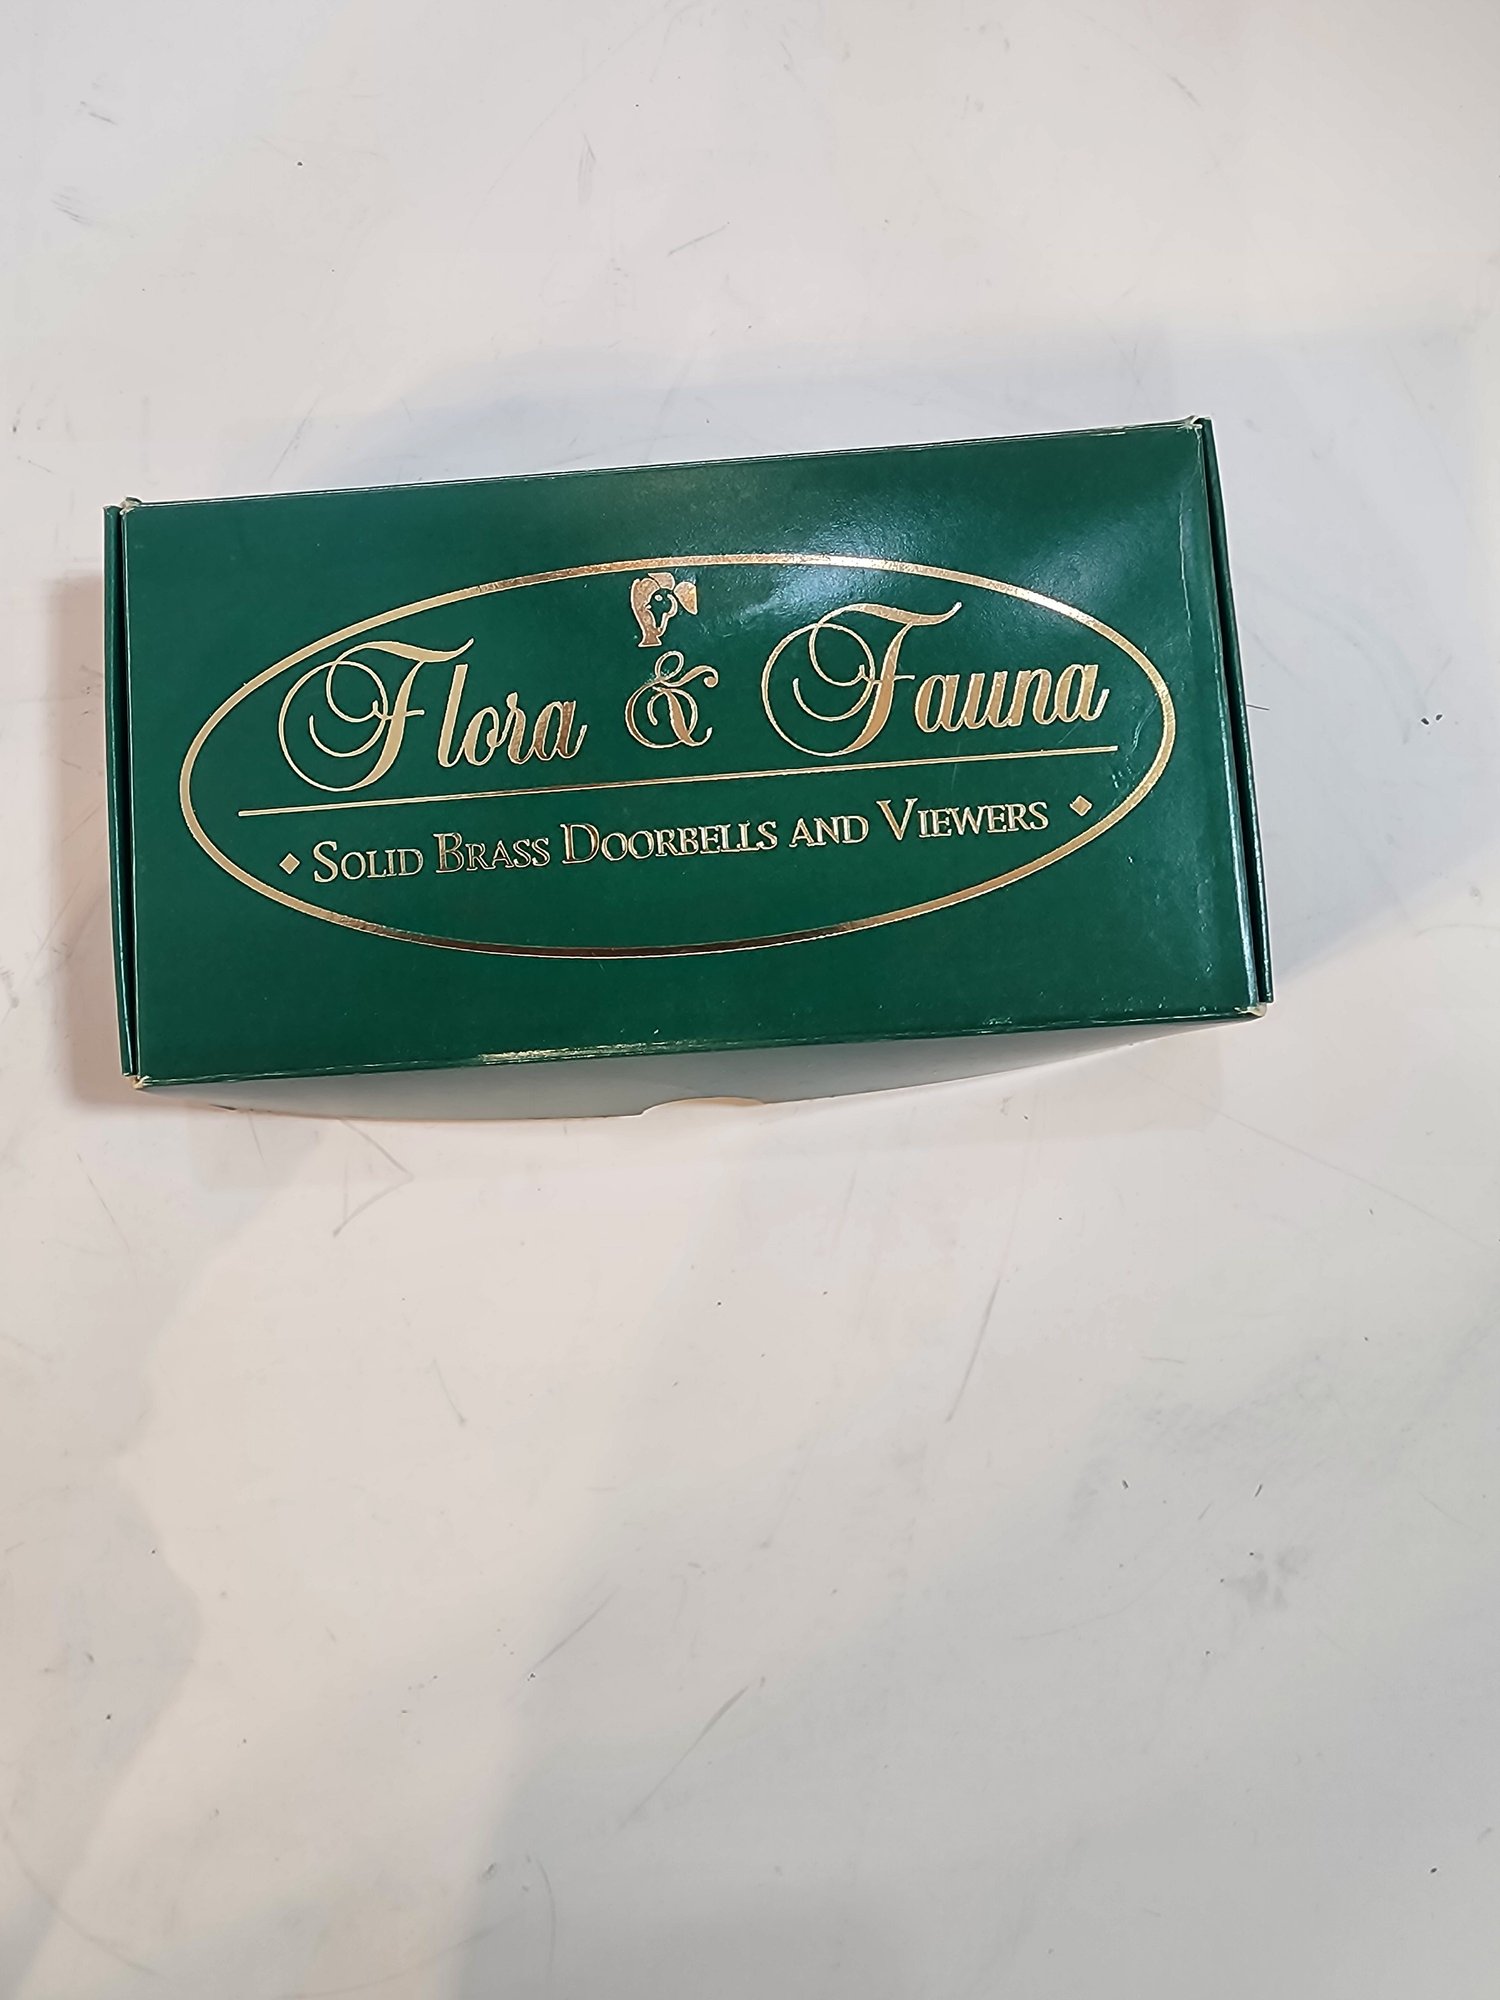 Flora & Fauna
SOLID BRASS DOORBELLS AND VIEWERS